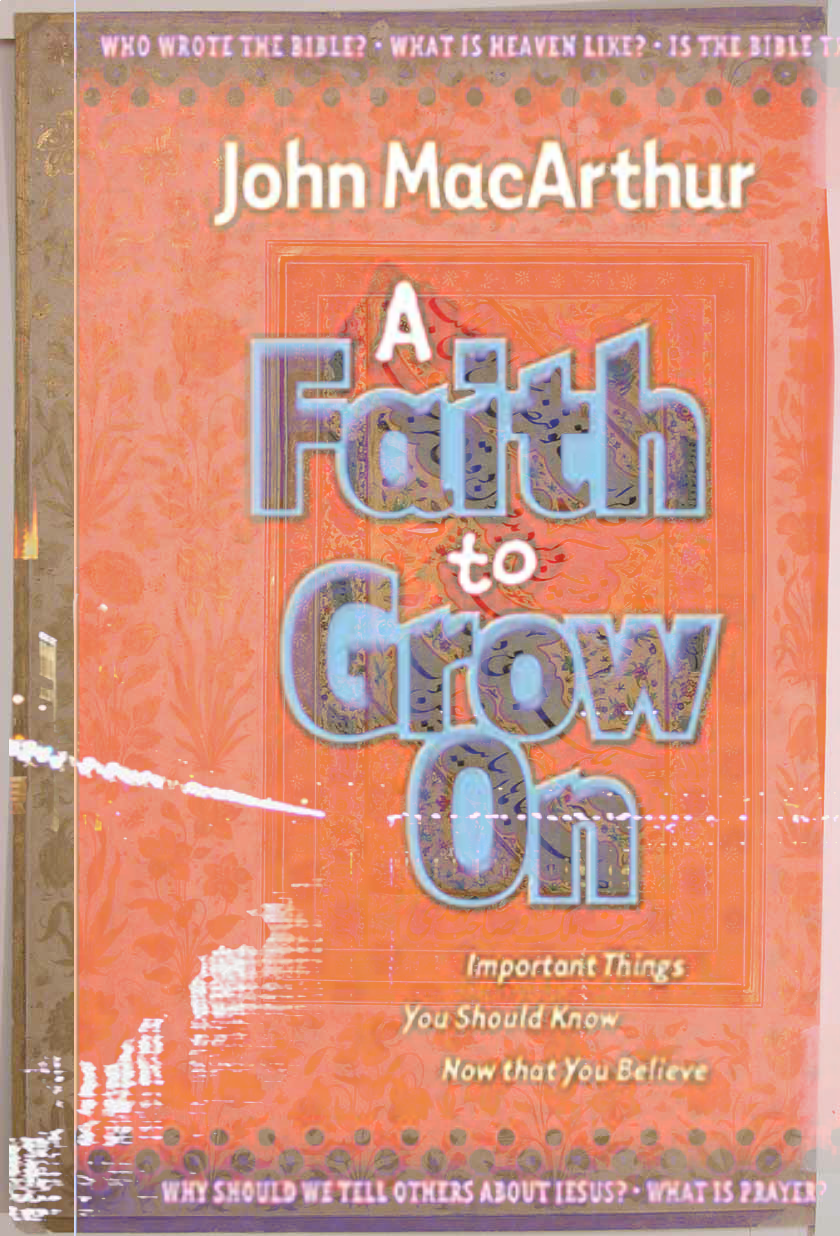 WHO WROTE THE BIBLE? • WHAT IS HEAVEN LIKE? • IS THE BIBLE
John MacArthur
A
Faith
to
Grow
On
Important Things
You Should Know
Now that You Believe
WHY SHOULD WE TELL OTHERS ABOUT JESUS? • WHAT IS PRAYER?